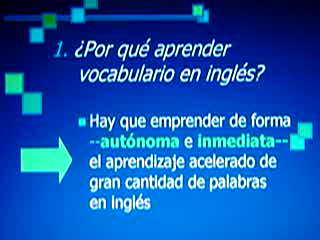 1. ¿Por qué aprender
vocabulario en inglés?
Hay que emprender de forma
--autónoma e inmediata--
el aprendizaje acelerado de
gran cantidad de palabras
en inglés